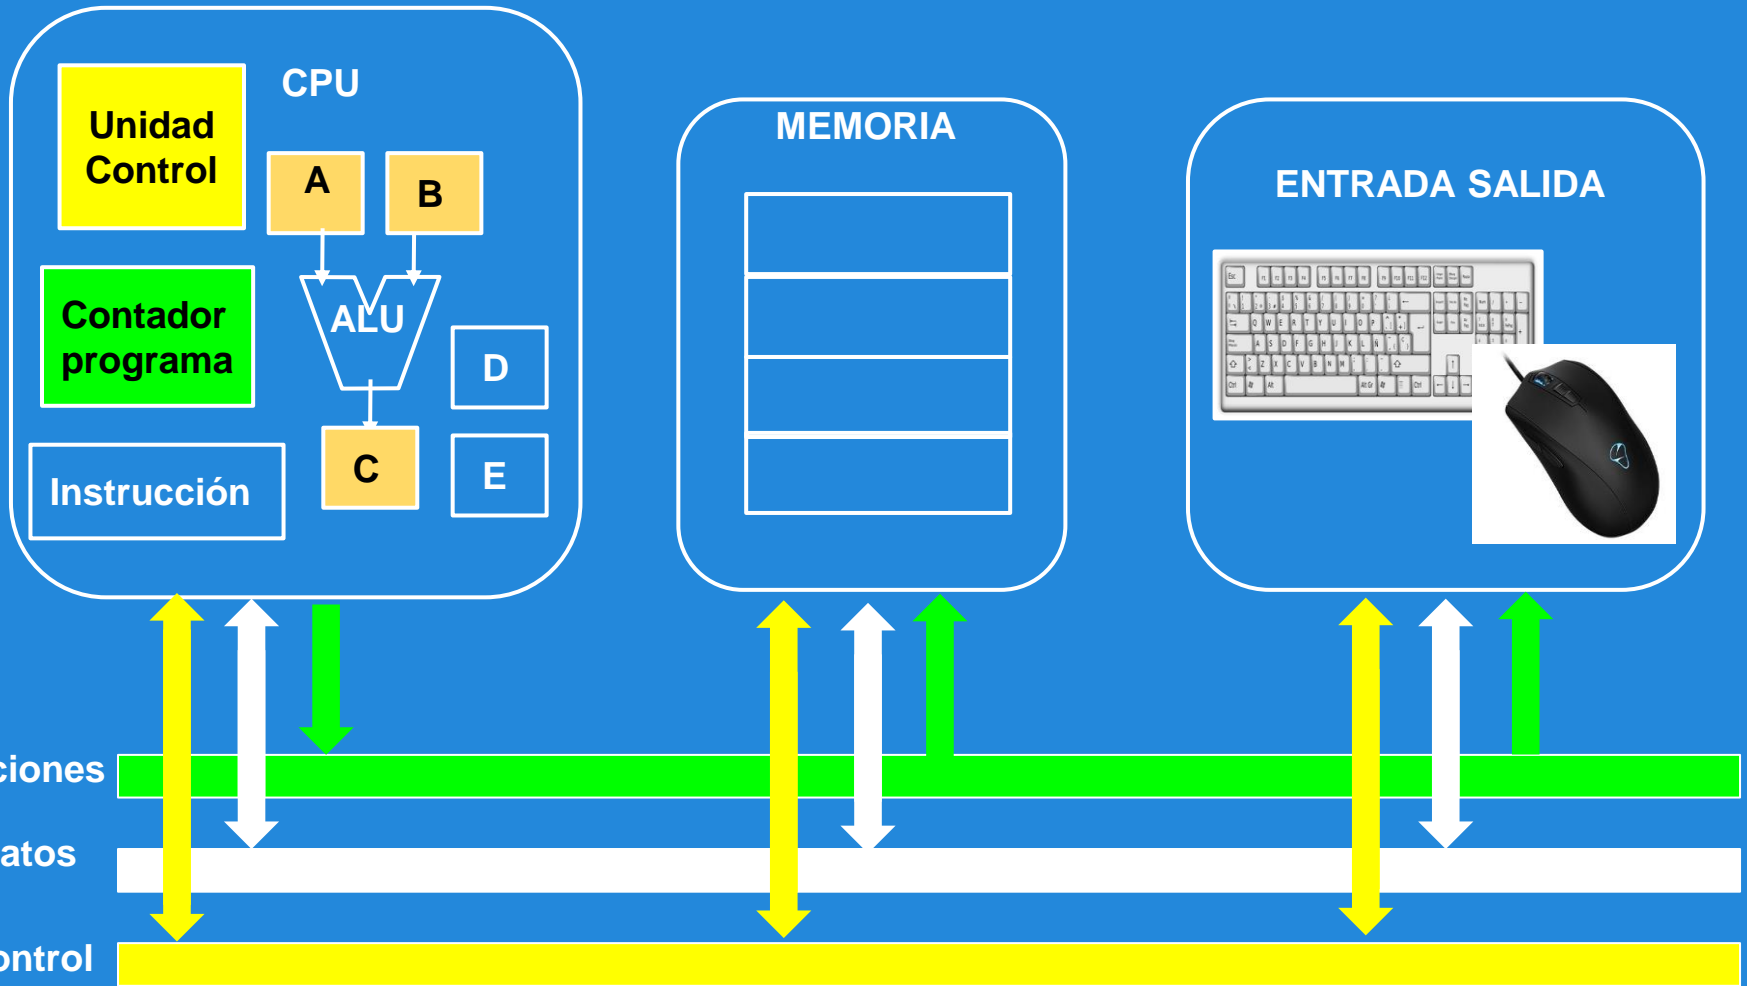 CPU
Unidad
Control
A
B
Contador
programa
ALU
D
Instrucción
C
E
MEMORIA
ENTRADA SALIDA
ciones
atos
ontrol